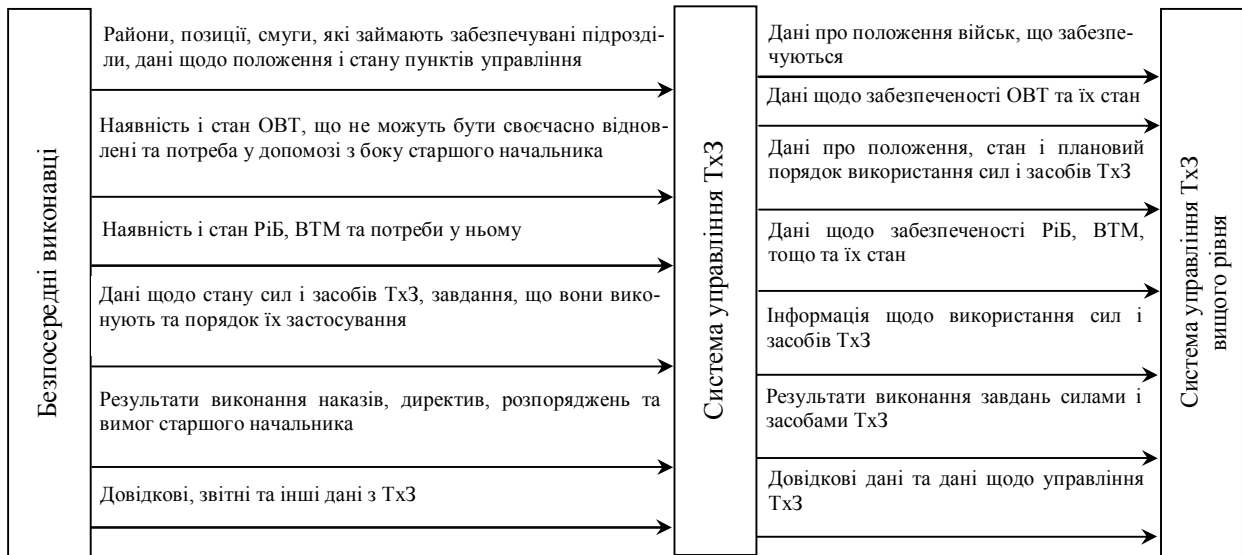 Безпосередні виконавці
Райони, позиції, смуги, які займають забезпечувані підрозді-
ли, дані щодо положення і стану пунктів управління
Наявність і стан ОВТ, що не можуть бути своєчасно віднов-
лені та потреба у допомозі з боку старшого начальника
Наявність і стан РіБ, ВТМ та потреби у ньому
Дані щодо стану сил і засобів ТхЗ, завдання, що вони вико-
нують та порядок їх застосування
Результати виконання наказів, директив, розпоряджень та
вимог старшого начальника
Довідкові, звітні та інші дані з ТхЗ
Система управління ТхЗ
Дані про положення військ, що забезпе-
чуються
Дані щодо забезпеченості ОВТ та їх стан
Дані про положення, стан і плановий
порядок використання сил і засобів ТхЗ
Дані щодо забезпеченості РіБ, ВТМ,
тощо та їх стан
Інформація щодо використання сил і
засобів ТхЗ
Результати виконання завдань силами і
засобами ТхЗ
Довідкові дані та дані щодо управління
ТхЗ
Система управління ТхЗ
вищого рівня